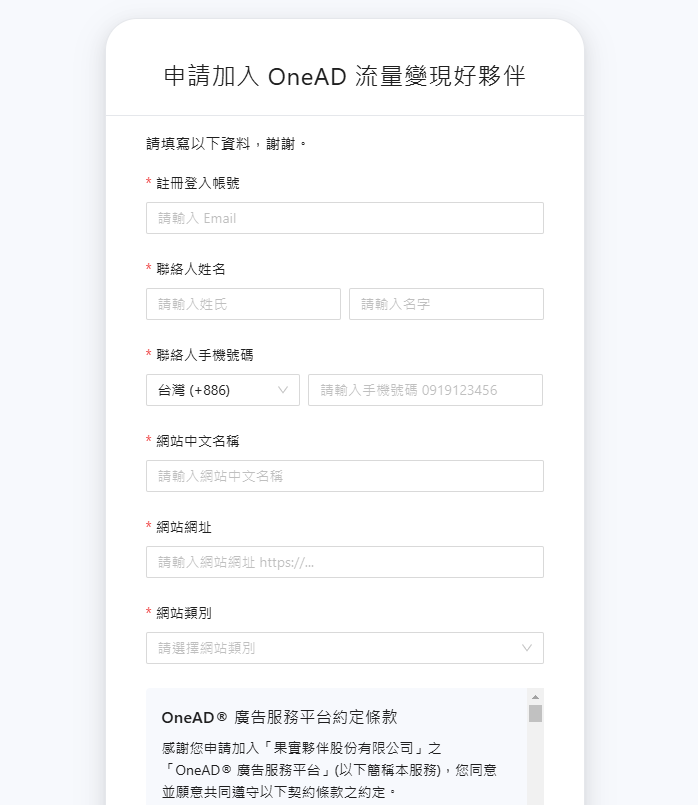 申請加入 OneAD 流量變現好夥伴
請填寫以下資料，謝謝。
* 註冊登入帳號
請輸入 Email
* 聯絡人姓名
請輸入姓氏 請輸入名字
* 聯絡人手機號碼
台灣 (+886) 請輸入手機號碼 0919123456
* 網站中文名稱
請輸入網站中文名稱
* 網站網址
請輸入網站網址 https://...
* 網站類別
請選擇網站類別
OneAD® 廣告服務平台約定條款
感謝您申請加入「果實夥伴股份有限公司」之
「OneAD® 廣告服務平台」(以下簡稱本服務)，您同意
並願意共同遵守以下契約條款之約定。